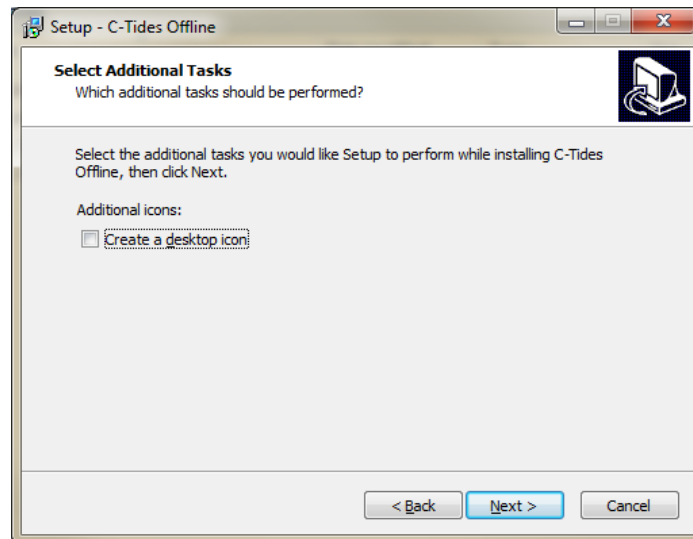 Setup - C-Tides Offline
Select Additional Tasks
Which additional tasks should be performed?
Select the additional tasks you would like Setup to perform while installing C-Tides
Offline, then click Next.
Additional icons:
Create a desktop icon
< Back
Next >
Cancel